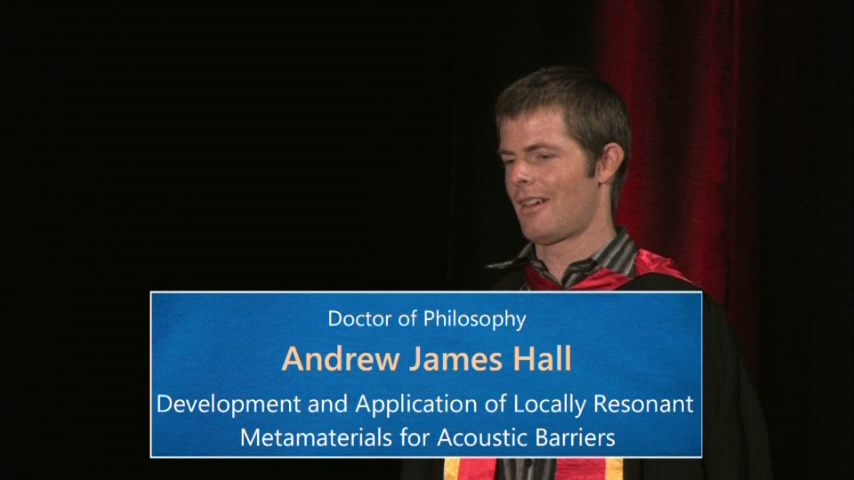 Doctor of Philosophy
Andrew James Hall
Development and Application of Locally Resonant
Metamaterials for Acoustic Barriers